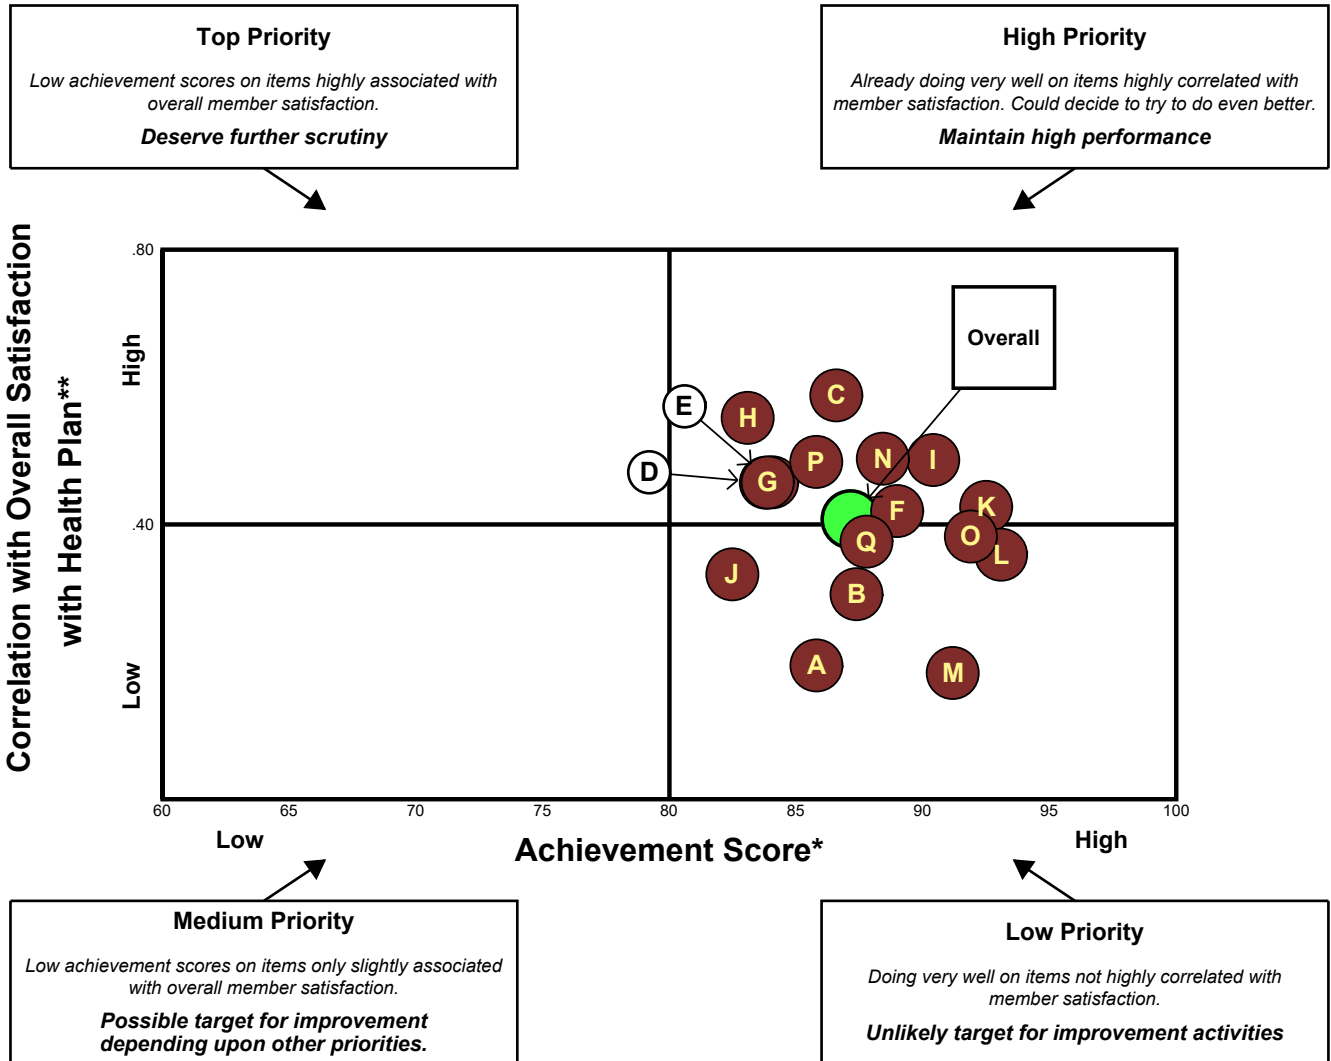 Top Priority
Low achievement scores on items highly associated with
overall member satisfaction.
Deserve further scrutiny
High Priority
Already doing very well on items highly correlated with
member satisfaction. Could decide to try to do even better.
Maintain high performance
Correlation with Overall Satisfaction
with Health Plan**
High
Low
.80
.40
Overall
C
E
H
D
G
P
N
I
F
K
Q
O
L
J
B
A
M
60
65
70
75
80
85
90
95
100
Low
Achievement Score*
High
Medium Priority
Low achievement scores on items only slightly associated
with overall member satisfaction.
Possible target for improvement
depending upon other priorities.
Low Priority
Doing very well on items not highly correlated with
member satisfaction.
Unlikely target for improvement activities